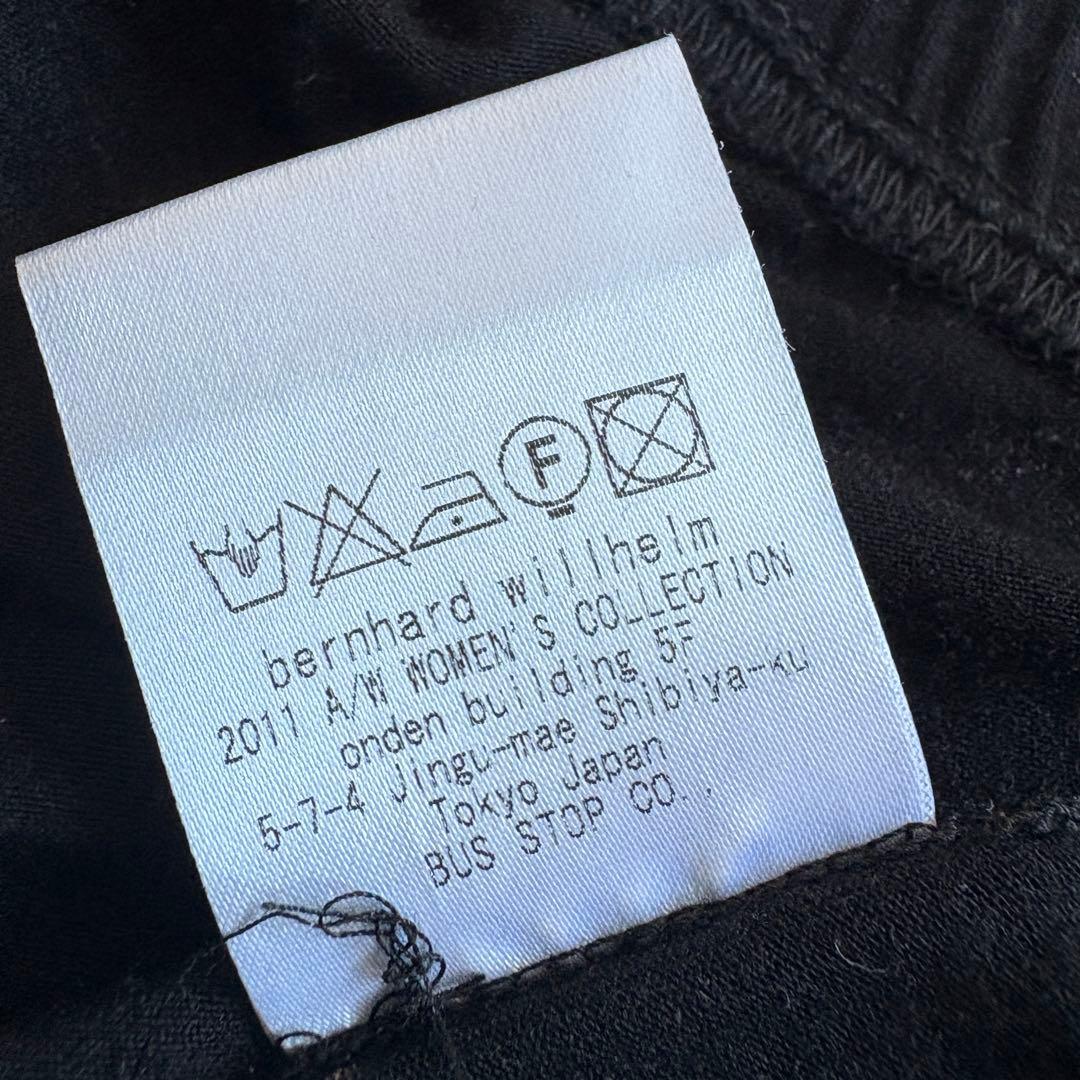 F
bernhard willhelm
2011 A/W WOMEN'S COLLECTION
onden building 5F
5-7-4 Jingu-mae Shibiya-ku
Tokyo Japan
BUS STOP CO.,